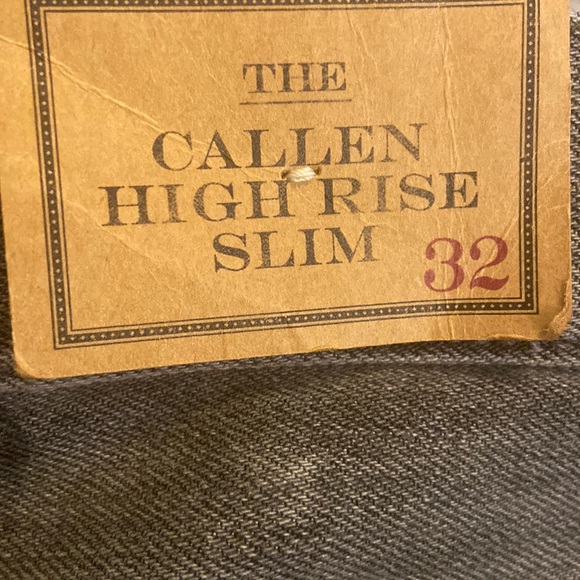 THE
CALLEN
HIGH RISE
SLIM 32